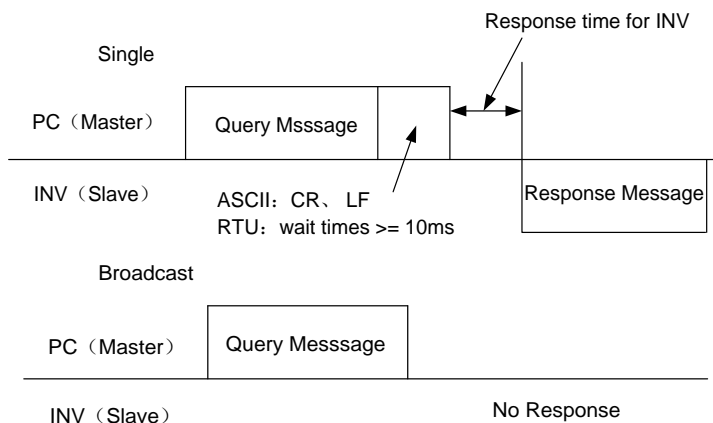 Response time for INV
Single
PC（Master）
Query Msssage
INV（Slave）
ASCII：CR、 LF
RTU：wait times >= 10ms
Response Message
Broadcast
PC（Master）
Query Messsage
INV（Slave）
No Response